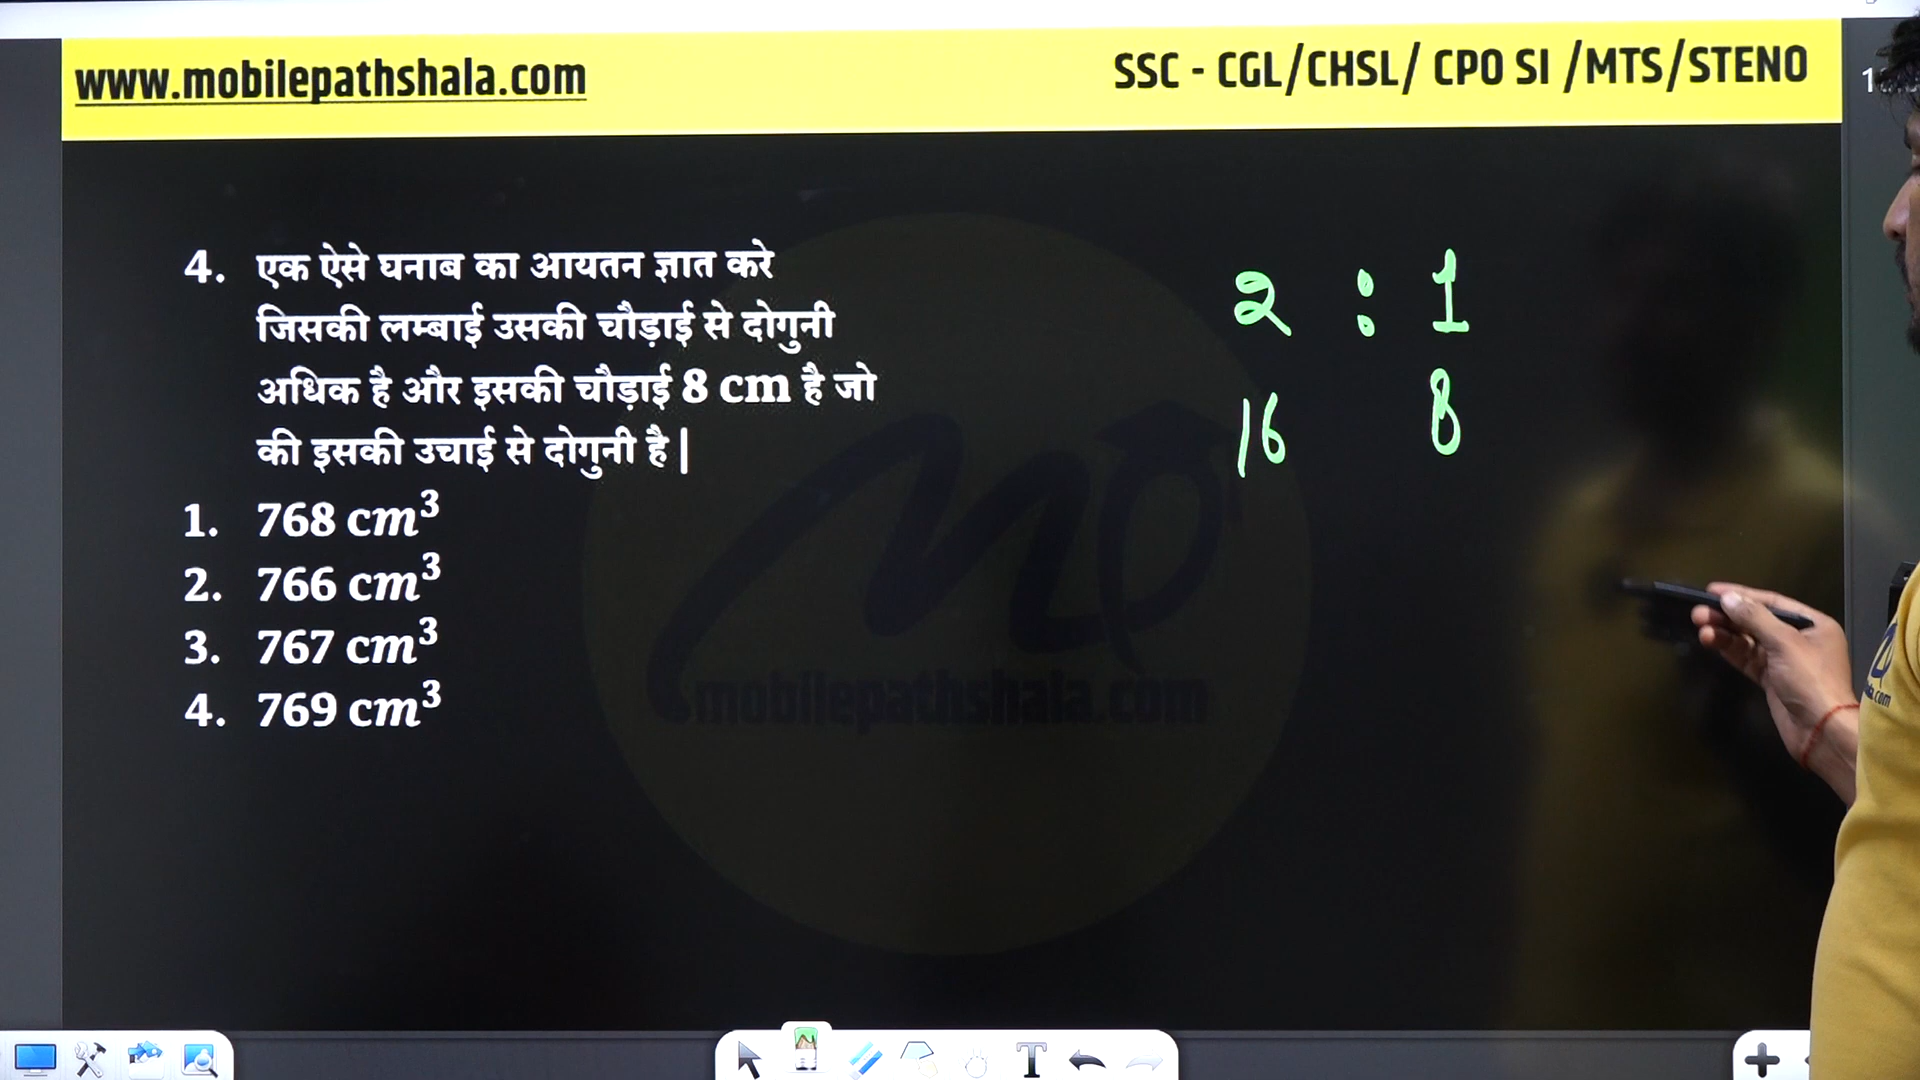 www.mobilepathshala.com
SSC - CGL/CHSL/ CPO SI /MTS/STENO
4. एक ऐसे घनाब का आयतन ज्ञात करे
जिसकी लम्बाई उसकी चौड़ाई से दोगुनी
अधिक है और इसकी चौड़ाई 8 cm है जो
की इसकी उचाई से दोगुनी है|
1. 768 cm³
2. 766 cm³
3. 767 cm³
4. 769 cm³
2 : 1
16 8
mobilepathshala.com
T